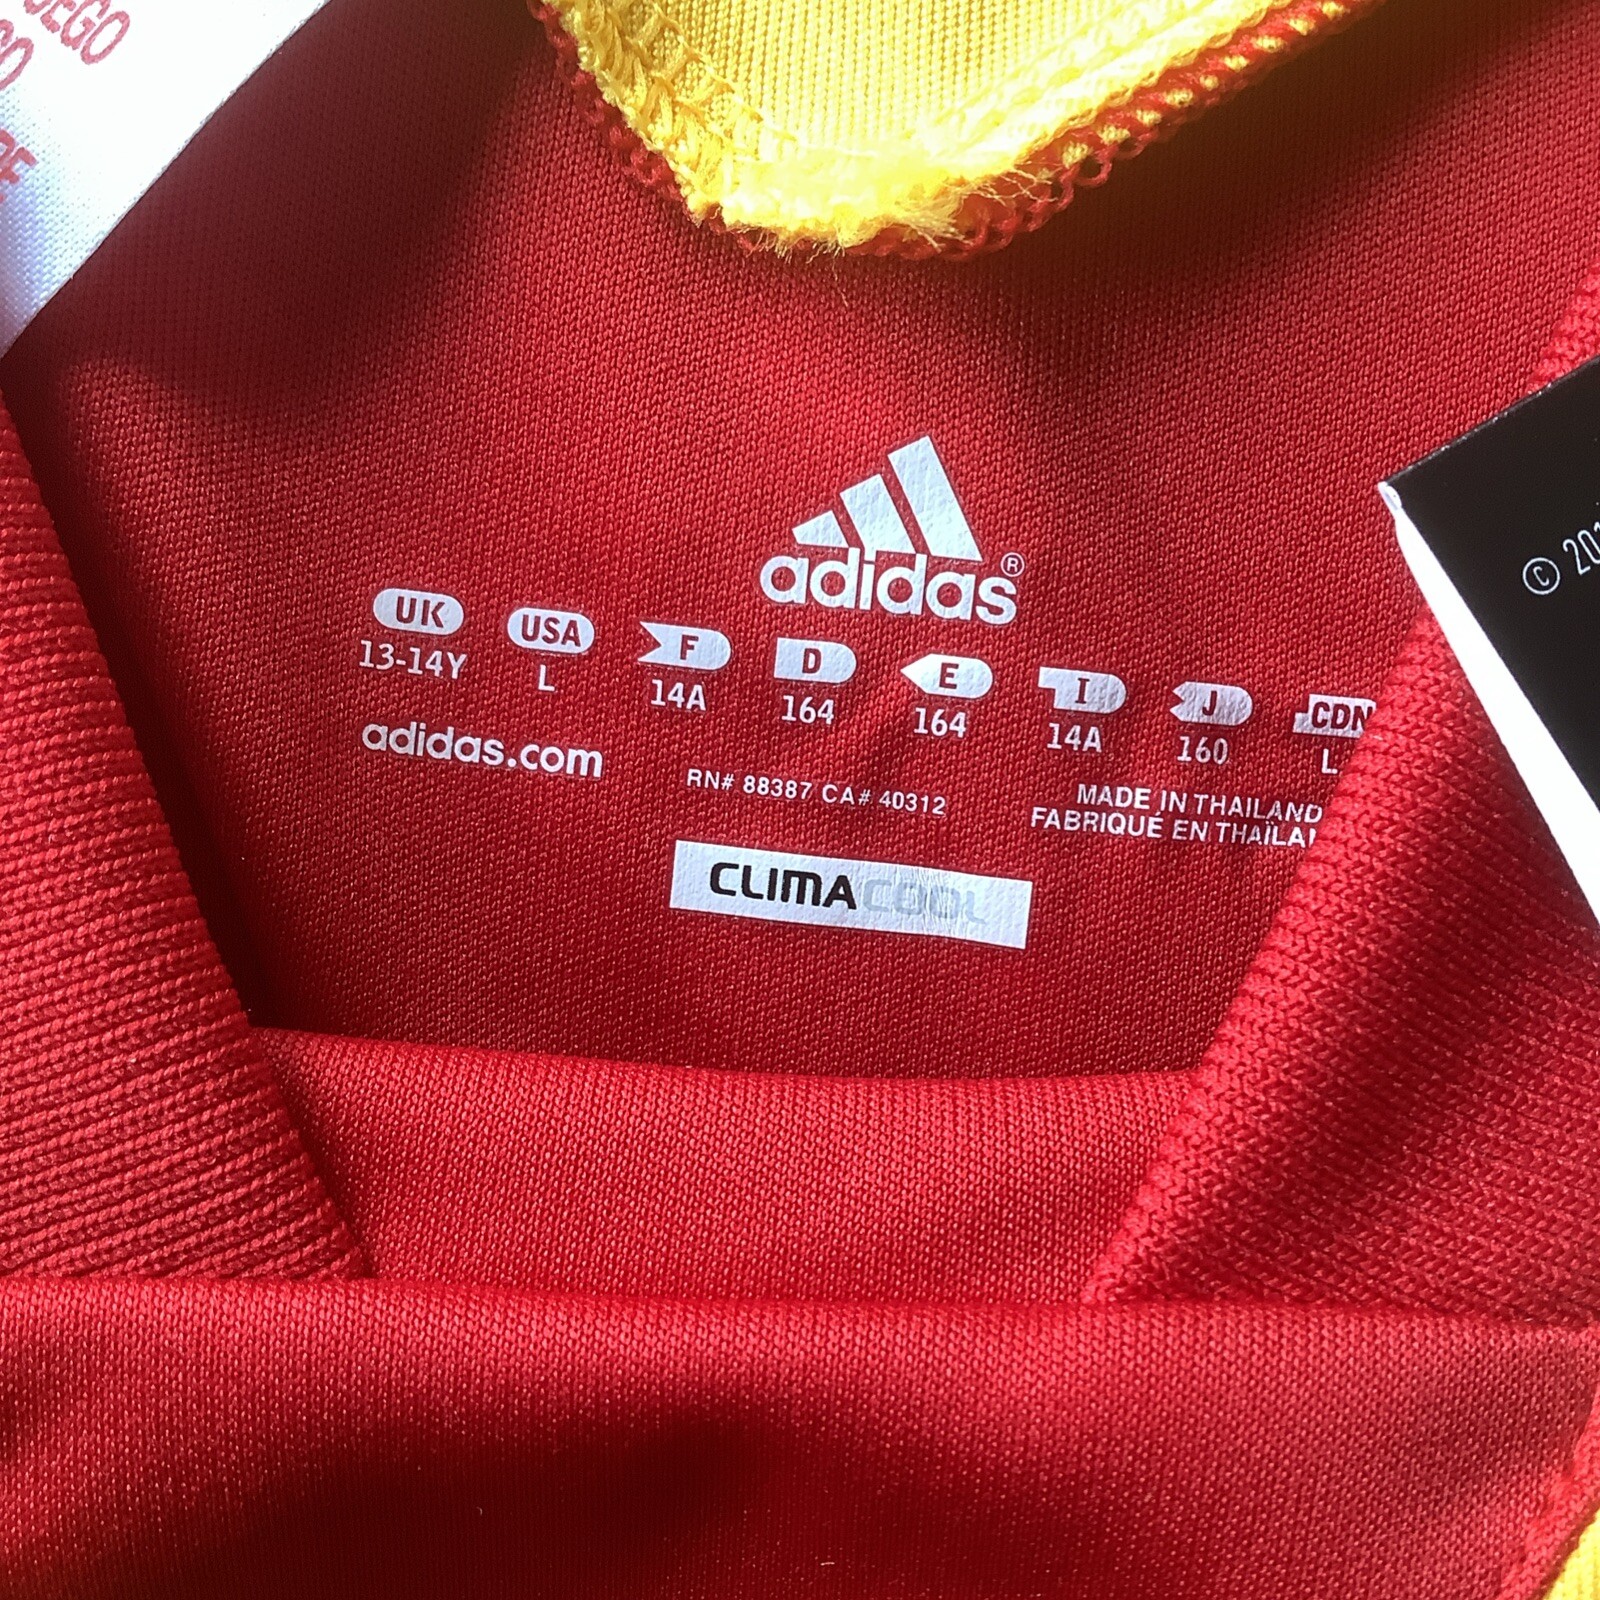 adidas®
UK USA F D E I J CDN
13-14Y L 14A 164 164 14A 160 L
adidas.com
RN# 88387 CA# 40312
MADE IN THAILAND
FABRIQUÉ EN
CLIMACOOL
©